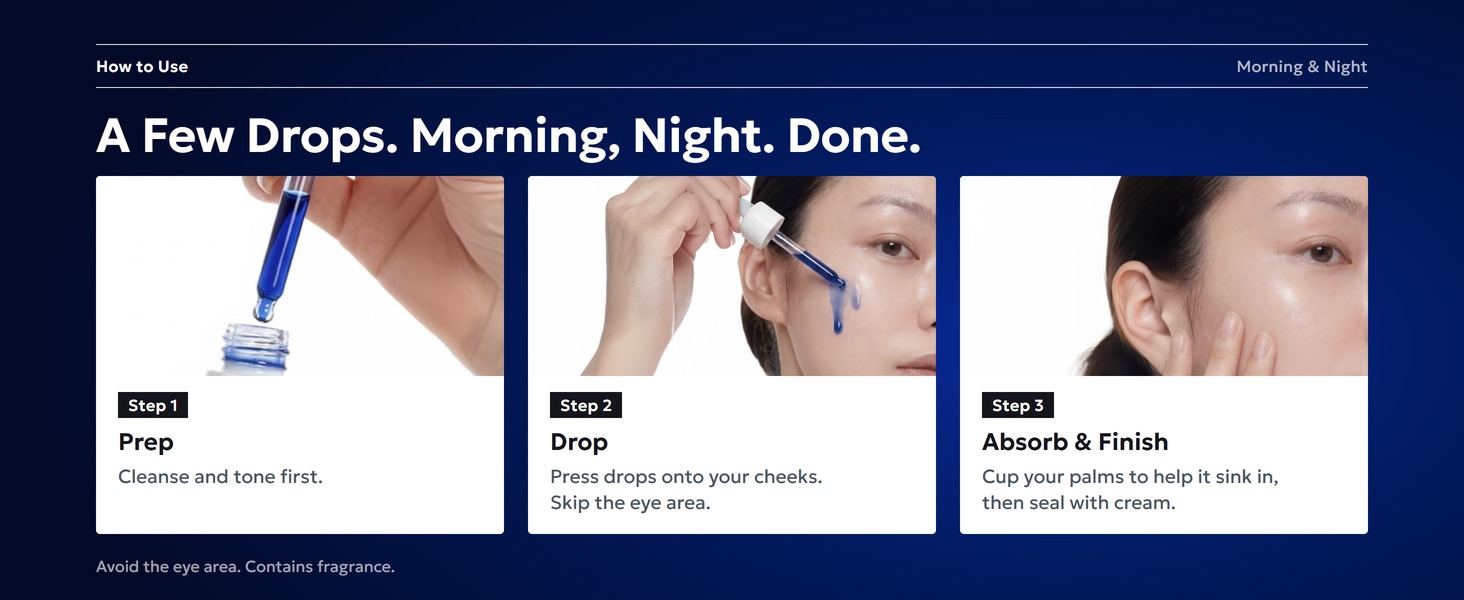 How to Use
Morning & Night
A Few Drops. Morning, Night. Done.
Step 1
Prep
Cleanse and tone first.
Step 2
Drop
Press drops onto your cheeks.
Skip the eye area.
Step 3
Absorb & Finish
Cup your palms to help it sink in,
then seal with cream.
Avoid the eye area. Contains fragrance.